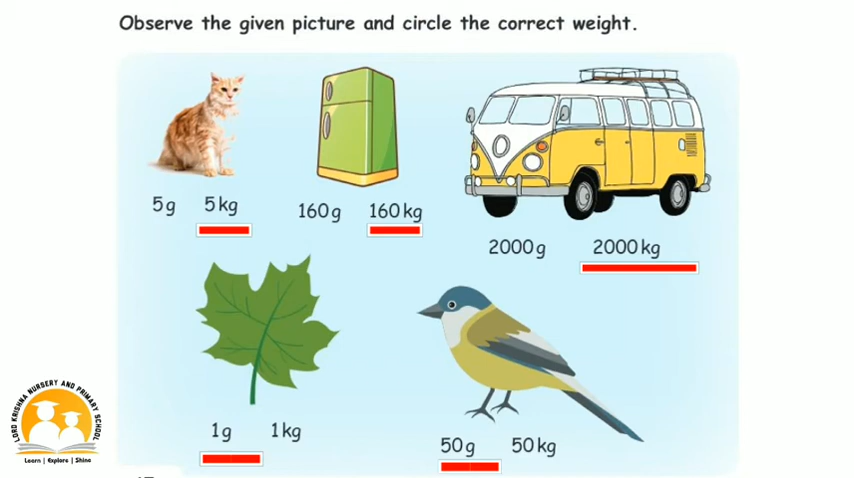 Observe the given picture and circle the correct weight.
5g 5kg
160g 160kg
2000g 2000kg
1g 1kg
50g 50kg
LORD KRISHNA NURSERY AND PRIMARY SCHOOL
Learn | Explore | Shine